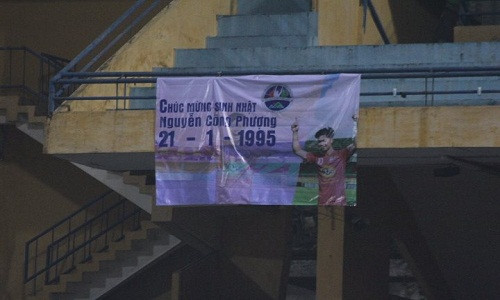 Chúc mừng sinh nhật
Nguyễn Công Phượng
21 - 1 - 1995